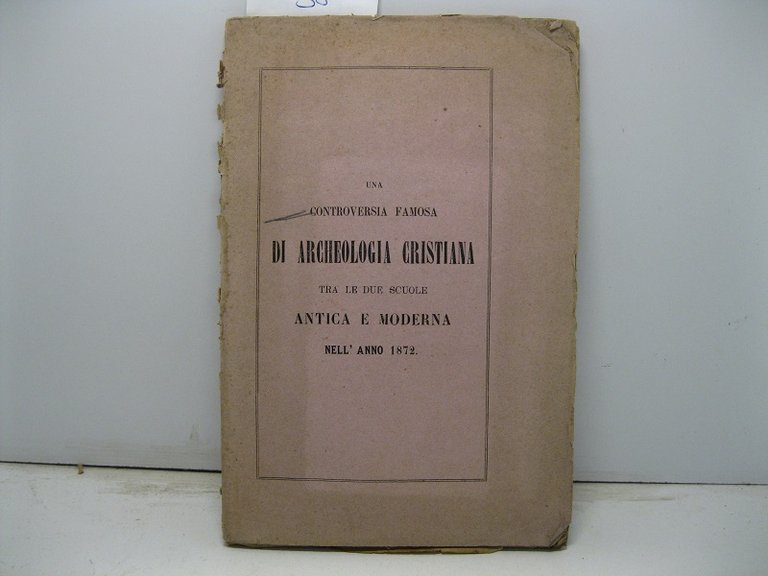 UNA
CONTROVERSIA FAMOSA
DI ARCHEOLOGIA CRISTIANA
TRA LE DUE SCUOLE
ANTICA E MODERNA
NELL' ANNO 1872.